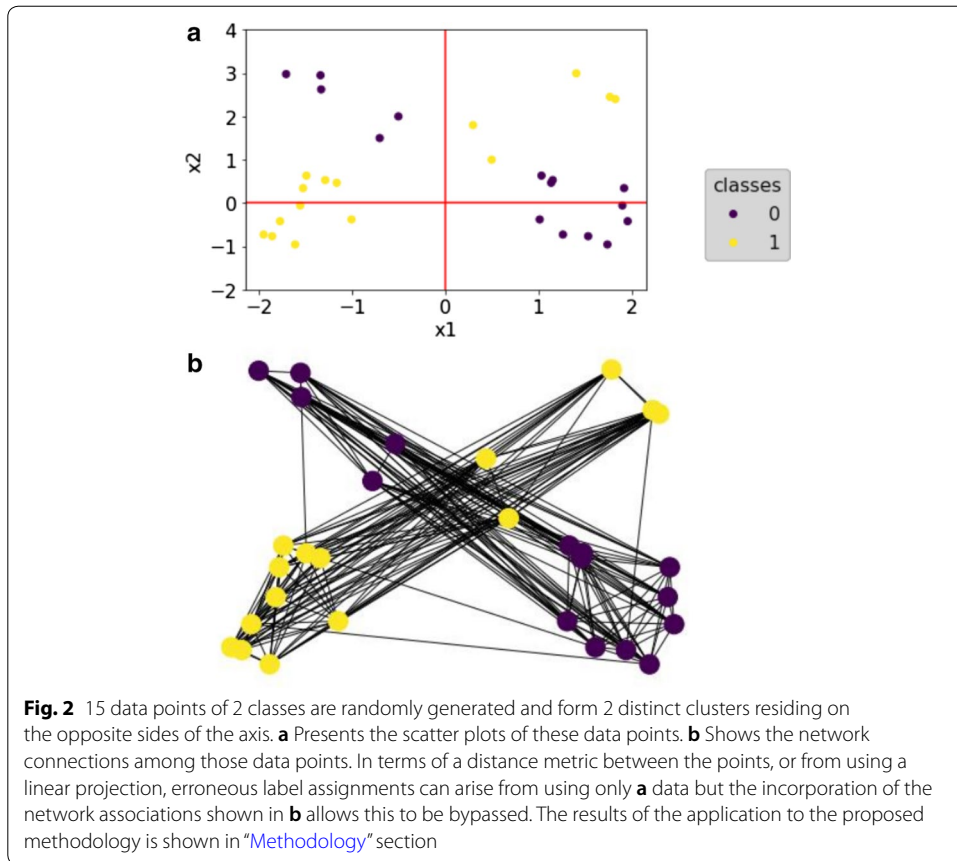 a
4
3
2
1
0
−1
−2
x2
−2 −1 0 1 2
x1
classes
0
1
b
Fig. 2 15 data points of 2 classes are randomly generated and form 2 distinct clusters residing on
the opposite sides of the axis. a Presents the scatter plots of these data points. b Shows the network
connections among those data points. In terms of a distance metric between the points, or from using a
linear projection, erroneous label assignments can arise from using only a data but the incorporation of the
network associations shown in b allows this to be bypassed. The results of the application to the proposed
methodology is shown in “Methodology” section